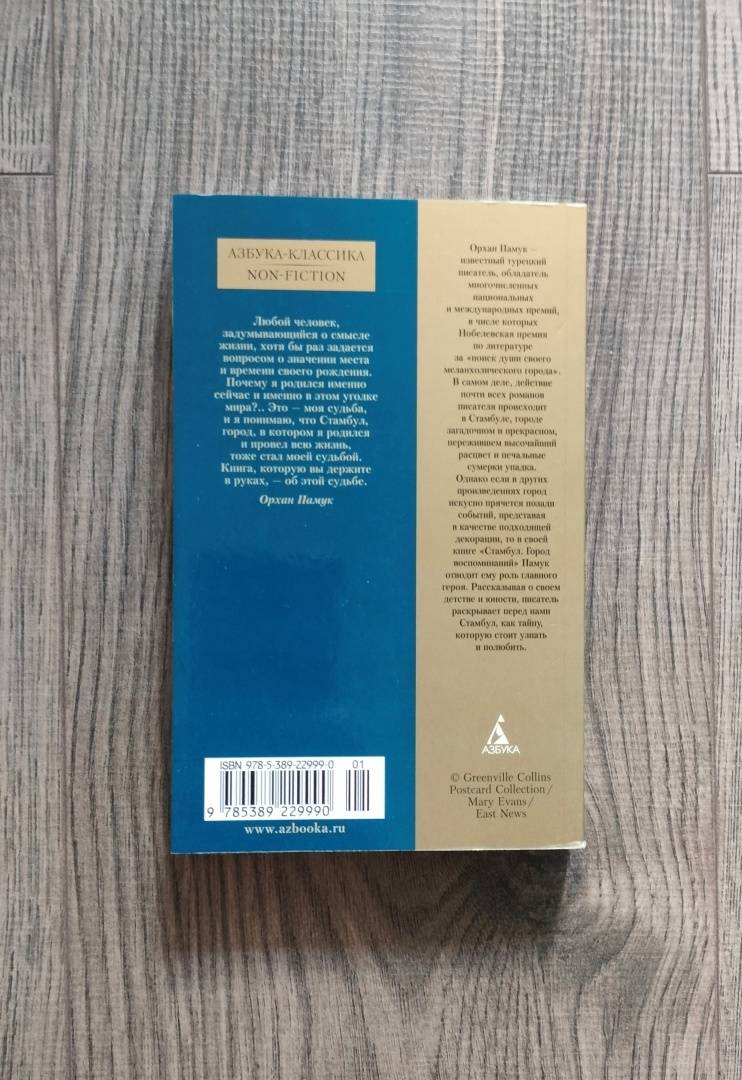 АЗБУКА-КЛАССИКА
NON-FICTION
Любой человек,
задумывающийся о смысле
жизни, хотя бы раз задается
вопросом о значении места
и времени своего рождения.
Почему я родился именно
сейчас и именно в этом уголке
мира?.. Это — моя судьба,
и я понимаю, что Стамбул,
город, в котором я родился
и провел всю жизнь,
тоже стал моей судьбой.
Книга, которую вы держите
в руках, — об этой судьбе.
Орхан Памук
ISBN 978-5-389-22999-0 01
9 785389 229990
www.azbooka.ru
Орхан Памук —
известный турецкий
писатель, обладатель
многочисленных
национальных
и международных премий,
в числе которых
Нобелевская премия
по литературе
за «поиск души своего
меланхолического города».
В самом деле, действие
почти всех романов
писателя происходит
в Стамбуле, городе
загадочном и прекрасном,
пережившем высочайший
расцвет и печальные
сумерки упадка.
Однако если в других
произведениях город
искусно прячется позади
событий, представая
в качестве подходящей
декорации, то в своей
книге «Стамбул. Город
воспоминаний» Памук
отводит ему роль главного
героя. Рассказывая о своем
детстве и юности, писатель
раскрывает перед нами
Стамбул, как тайну,
которую стоит узнать
и полюбить.
АЗБУКА
© Greenville Collins
Postcard Collection/
Mary Evans/
East News